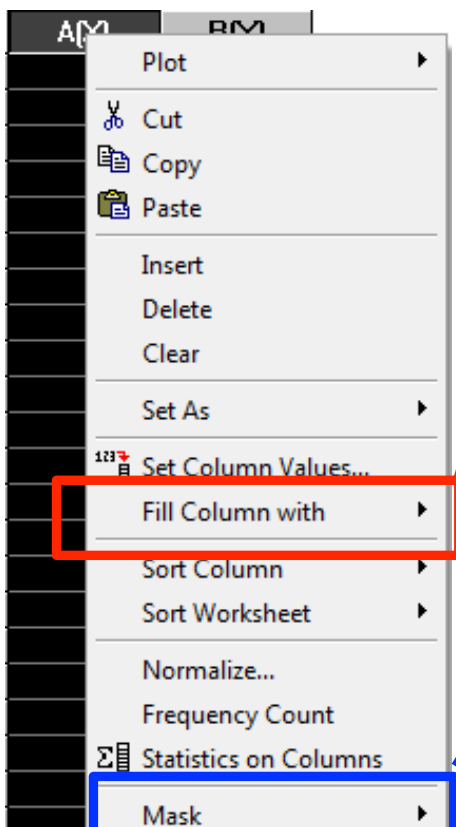 A(X) B(Y)
Plot
Cut
Copy
Paste
Insert
Delete
Clear
Set As
123 Set Column Values...
Fill Column with
Sort Column
Sort Worksheet
Normalize...
Frequency Count
Σ Statistics on Columns
Mask